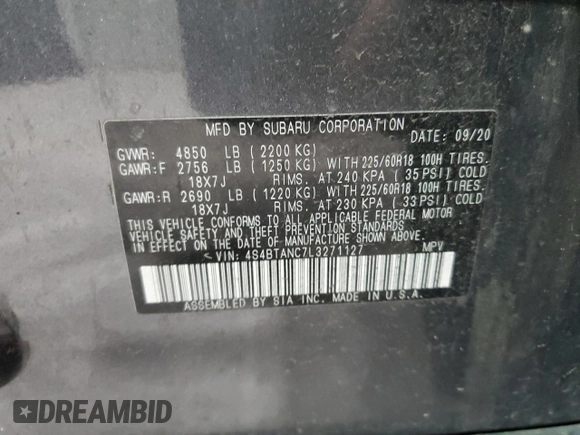 MFD BY SUBARU CORPORATION
DATE: 09/20
GVWR: 4850 LB (2200 KG)
GAWR:F 2756 LB (1250 KG) WITH 225/60R18 100H TIRES.
18X7J RIMS. AT 240 KPA (35 PSI) COLD
GAWR:R 2690 LB (1220 KG) WITH 225/60R18 100H TIRES.
18X7J RIMS. AT 230 KPA (33 PSI) COLD
THIS VEHICLE CONFORMS TO ALL APPLICABLE FEDERAL MOTOR
VEHICLE SAFETY AND THEFT PREVENTION STANDARDS
IN EFFECT ON THE DATE OF MANUFACTURE SHOWN ABOVE.
VIN: 4S4BTANC7L3271127 MPV
ASSEMBLED BY SIA INC. MADE IN U.S.A.
DREAMBID